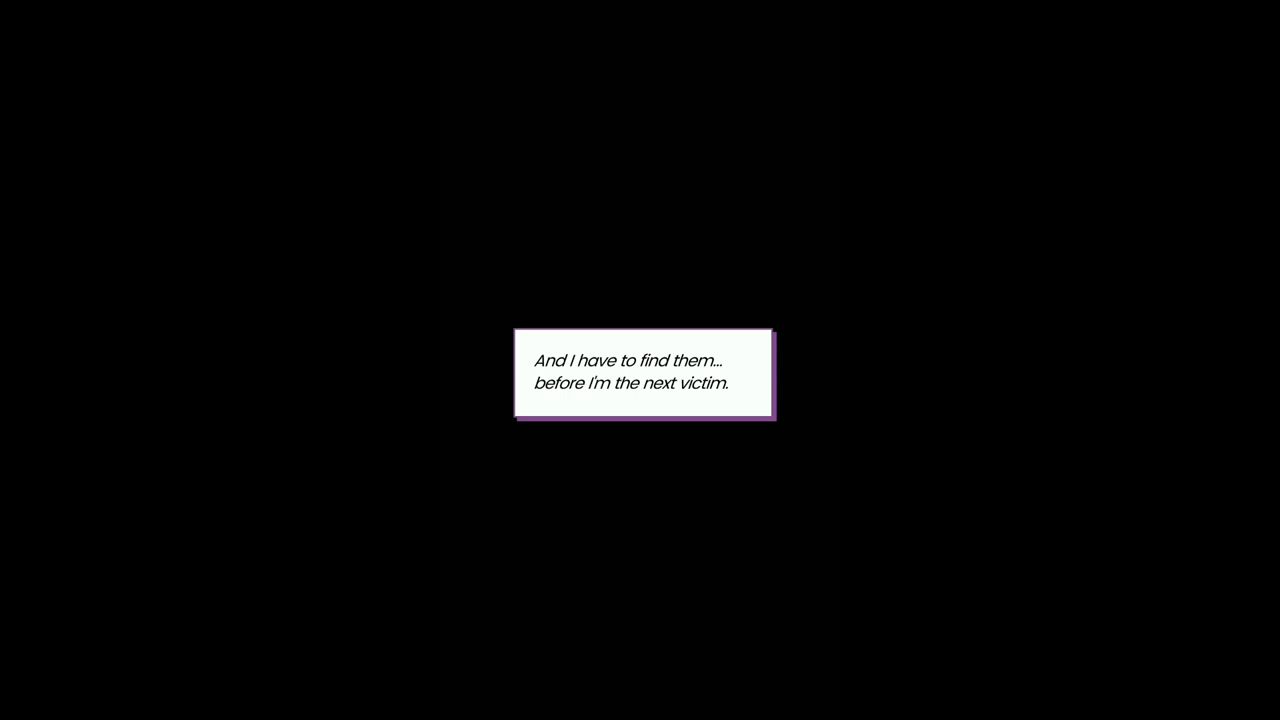 And I have to find them...
before I'm the next victim.